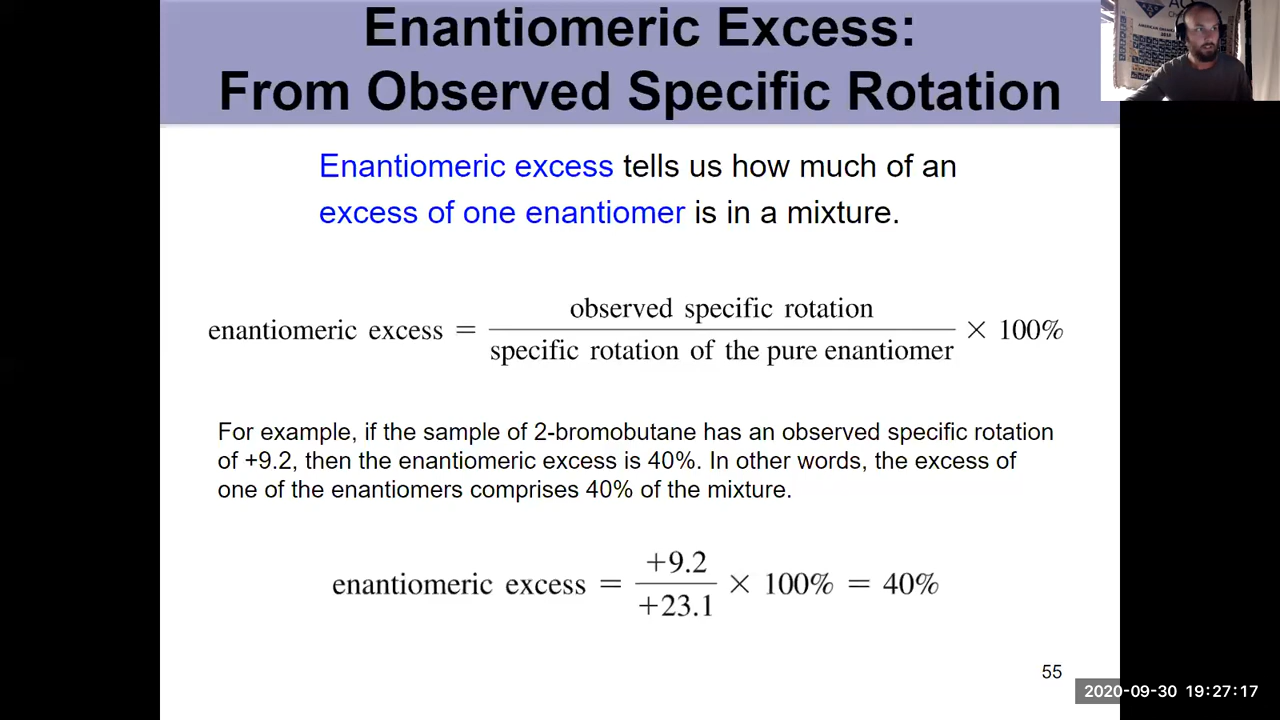 Enantiomeric Excess:
From Observed Specific Rotation
Enantiomeric excess tells us how much of an
excess of one enantiomer is in a mixture.
enantiomeric excess = observed specific rotation / specific rotation of the pure enantiomer × 100%
For example, if the sample of 2-bromobutane has an observed specific rotation
of +9.2, then the enantiomeric excess is 40%. In other words, the excess of
one of the enantiomers comprises 40% of the mixture.
enantiomeric excess = +9.2 / +23.1 × 100% = 40%
55
2020-09-30 19:27:17